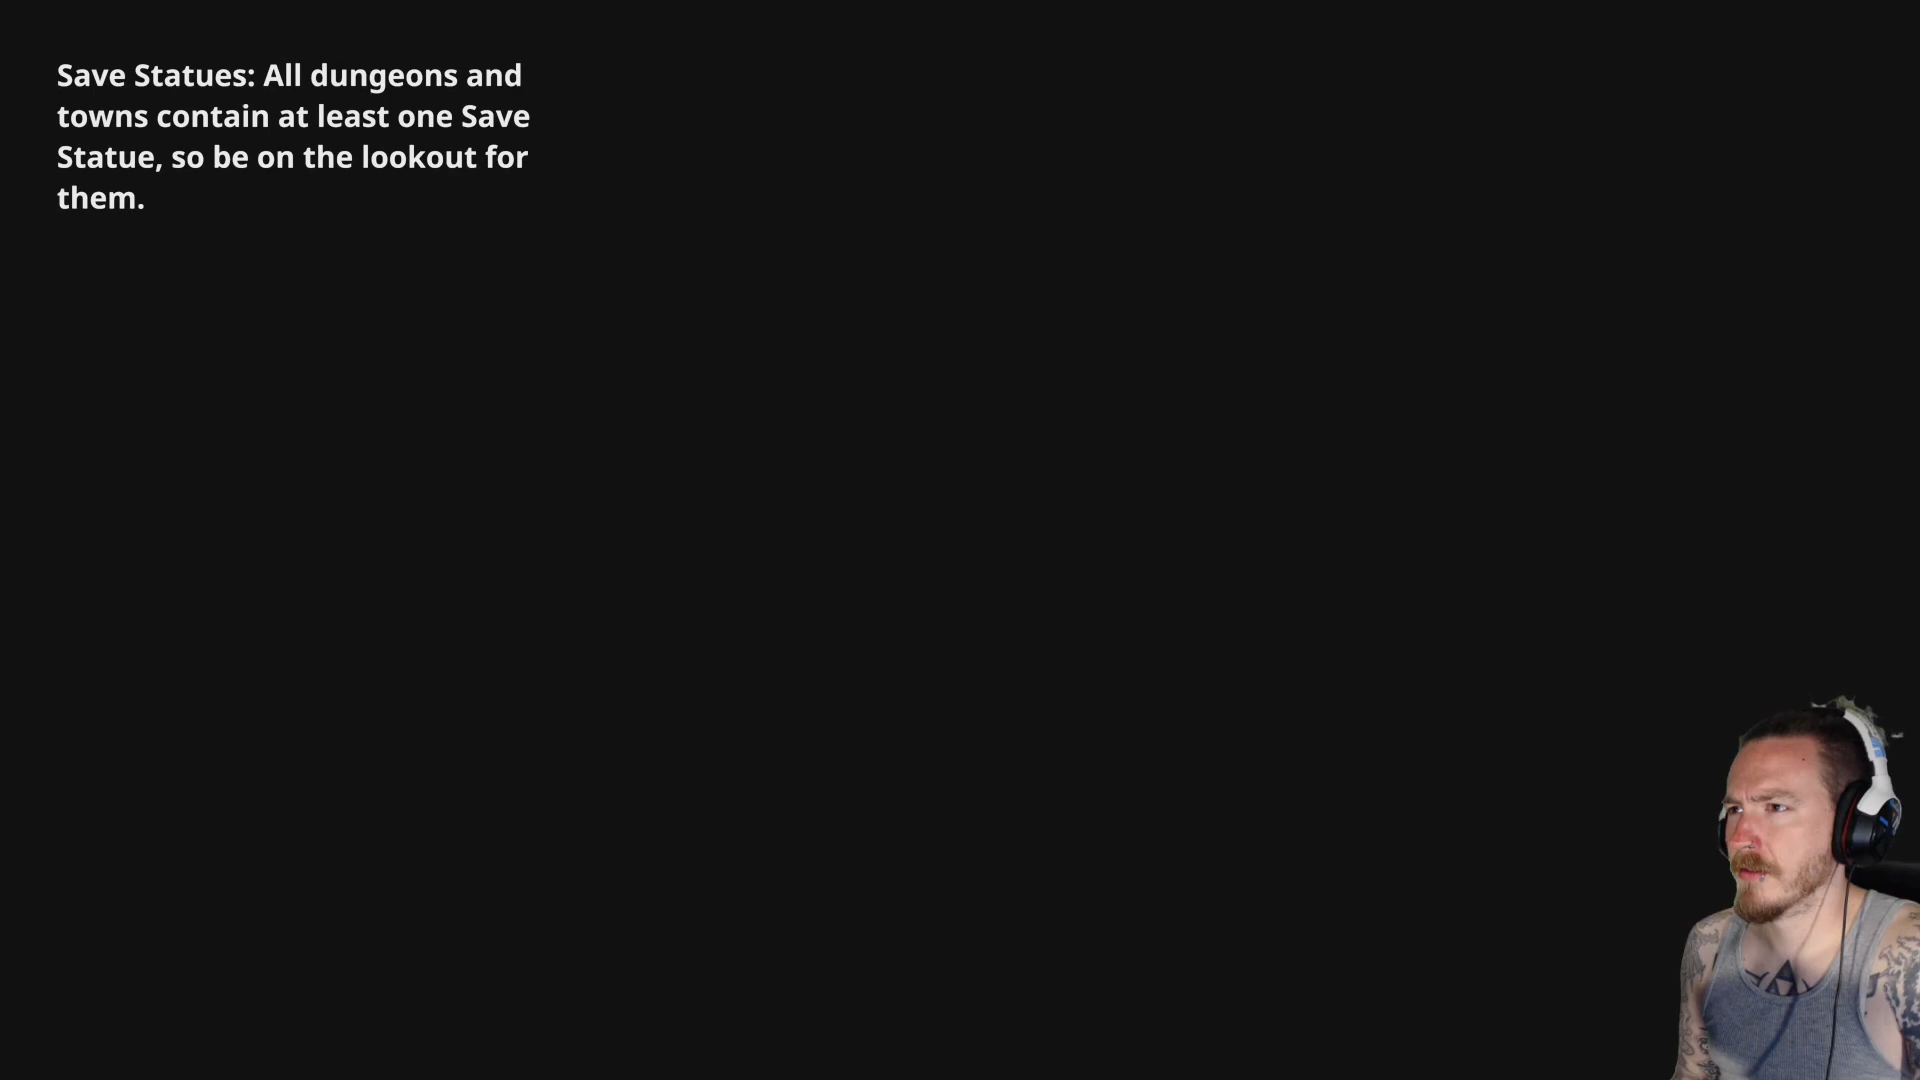 Save Statues: All dungeons and
towns contain at least one Save
Statue, so be on the lookout for
them.